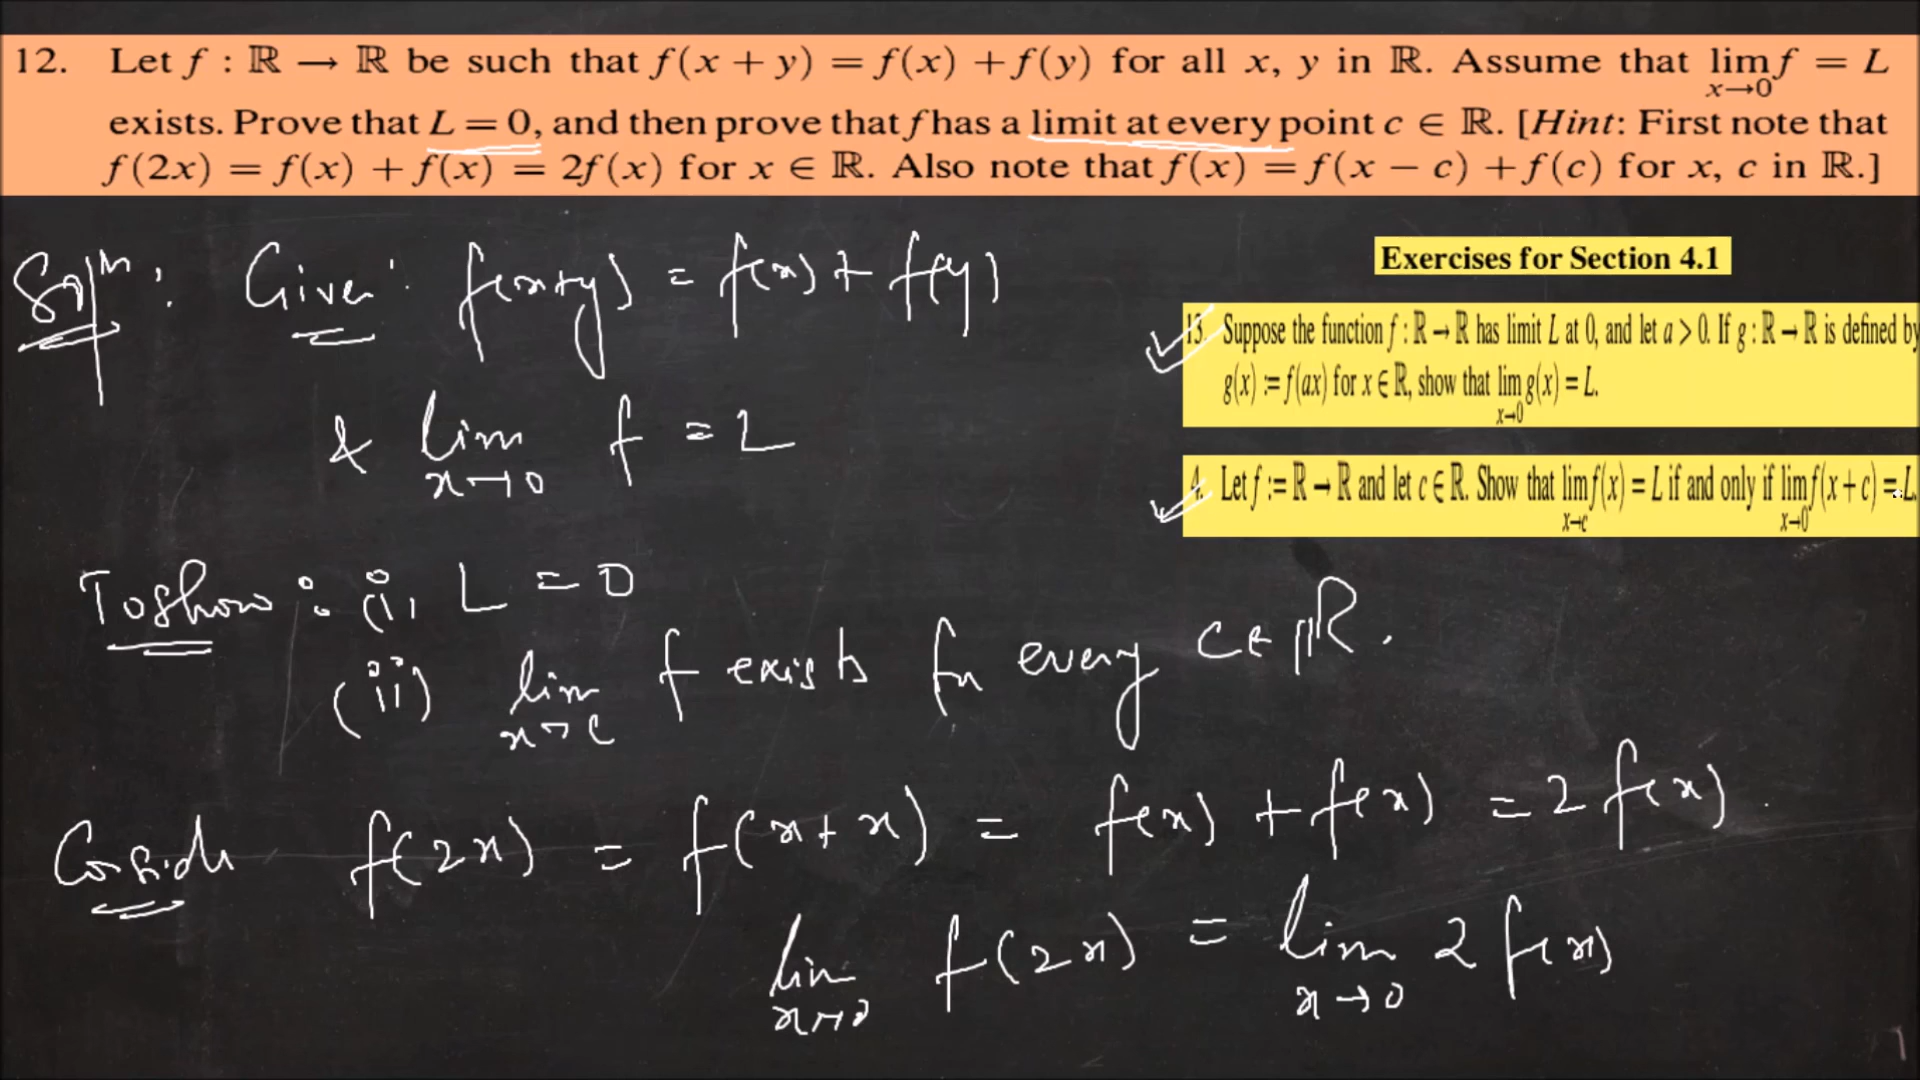 12. Let f : ℝ → ℝ be such that f(x + y) = f(x) + f(y) for all x, y in ℝ. Assume that lim f = L
x→0
exists. Prove that L = 0, and then prove that f has a limit at every point c ∈ ℝ. [Hint: First note that
f(2x) = f(x) + f(x) = 2f(x) for x ∈ ℝ. Also note that f(x) = f(x − c) + f(c) for x, c in ℝ.]
Exercises for Section 4.1
Solⁿ: Given: f(x+y) = f(x) + f(y)
Suppose the function f : ℝ → ℝ has limit L at 0, and let a > 0. If g : ℝ → ℝ is defined by
g(x) := f(ax) for x ∈ ℝ, show that lim g(x) = L.
x→0
& lim f = L
x→0
4. Let f := ℝ → ℝ and let c ∈ ℝ. Show that lim f(x) = L if and only if lim f(x + c) = L.
x→c x→0
To show : (i) L = 0
(ii) lim f exists for every c ∈ ℝ.
x→c
f(2x) = f(x+x) = f(x) + f(x) = 2 f(x).
lim f(2x) = lim 2 f(x)
x→0 x→0